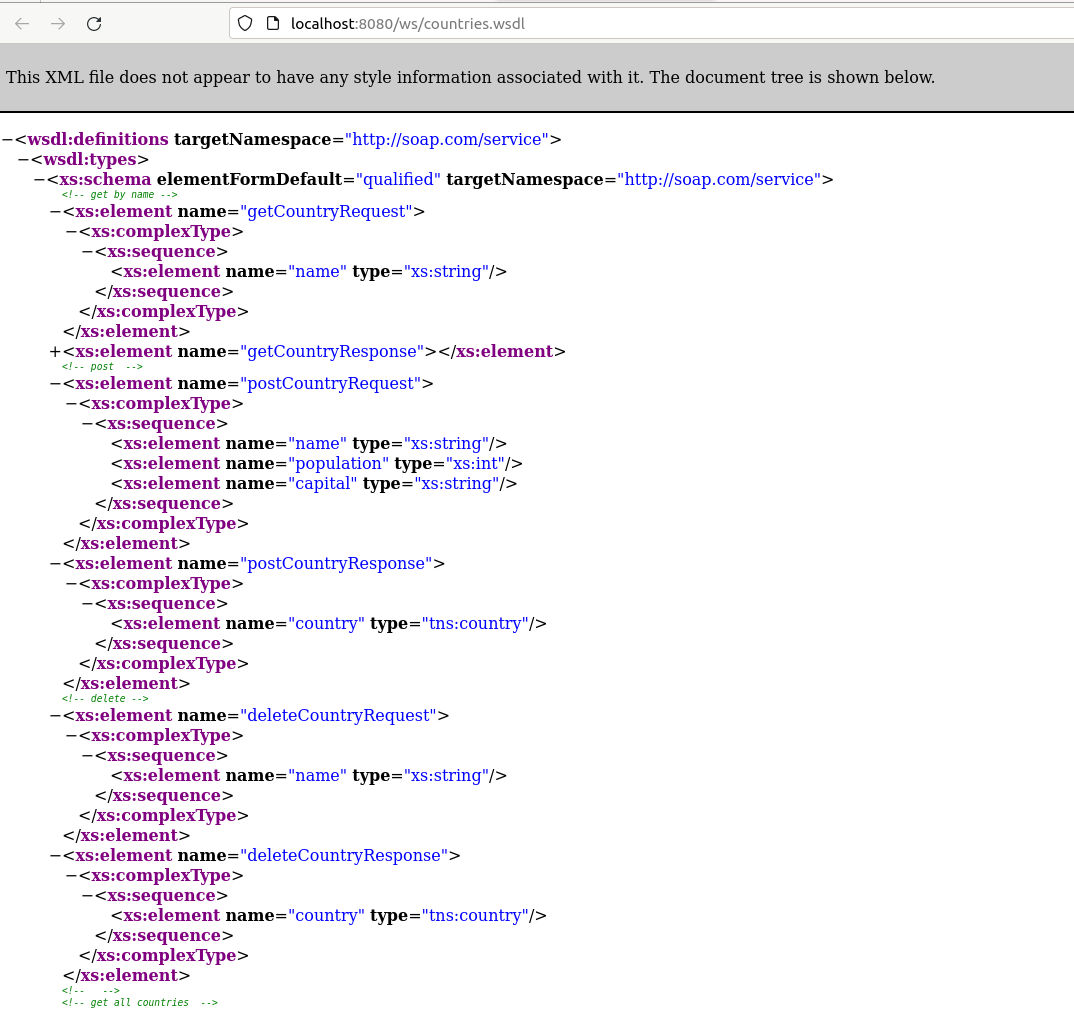 localhost:8080/ws/countries.wsdl
This XML file does not appear to have any style information associated with it. The document tree is shown below.
−<wsdl:definitions targetNamespace="http://soap.com/service">
−<wsdl:types>
−<xs:schema elementFormDefault="qualified" targetNamespace="http://soap.com/service">
<!-- get by name -->
−<xs:element name="getCountryRequest">
−<xs:complexType>
−<xs:sequence>
<xs:element name="name" type="xs:string"/>
</xs:sequence>
</xs:complexType>
</xs:element>
+<xs:element name="getCountryResponse"></xs:element>
<!-- post  -->
−<xs:element name="postCountryRequest">
−<xs:complexType>
−<xs:sequence>
<xs:element name="name" type="xs:string"/>
<xs:element name="population" type="xs:int"/>
<xs:element name="capital" type="xs:string"/>
</xs:sequence>
</xs:complexType>
</xs:element>
−<xs:element name="postCountryResponse">
−<xs:complexType>
−<xs:sequence>
<xs:element name="country" type="tns:country"/>
</xs:sequence>
</xs:complexType>
</xs:element>
<!-- delete -->
−<xs:element name="deleteCountryRequest">
−<xs:complexType>
−<xs:sequence>
<xs:element name="name" type="xs:string"/>
</xs:sequence>
</xs:complexType>
</xs:element>
−<xs:element name="deleteCountryResponse">
−<xs:complexType>
−<xs:sequence>
<xs:element name="country" type="tns:country"/>
</xs:sequence>
</xs:complexType>
</xs:element>
<!--   -->
<!-- get all countries  -->